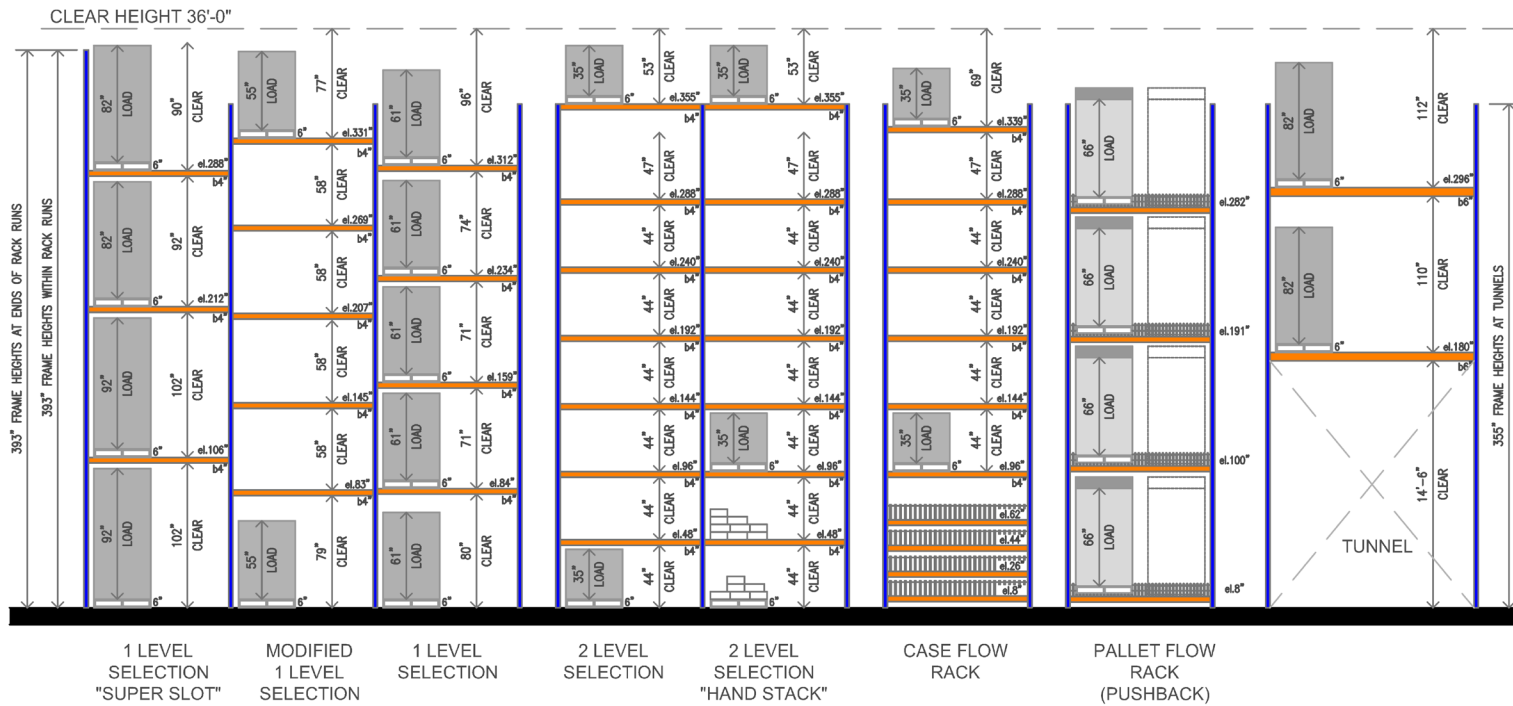 CLEAR HEIGHT 36'-0"
393" FRAME HEIGHTS AT ENDS OF RACK RUNS
393" FRAME HEIGHTS WITHIN RACK RUNS
82" LOAD
6"
90" CLEAR
el.288"
b4"
82" LOAD
6"
92" CLEAR
el.212"
b4"
92" LOAD
6"
102" CLEAR
el.106"
b4"
92" LOAD
6"
102" CLEAR
55" LOAD
6"
77" CLEAR
el.331"
b4"
58" CLEAR
el.269"
b4"
58" CLEAR
el.207"
b4"
58" CLEAR
el.145"
b4"
58" CLEAR
el.83"
b4"
55" LOAD
6"
79" CLEAR
61" LOAD
6"
96" CLEAR
el.312"
b4"
61" LOAD
6"
74" CLEAR
el.234"
b4"
61" LOAD
6"
71" CLEAR
el.159"
b4"
61" LOAD
6"
71" CLEAR
el.84"
b4"
61" LOAD
6"
80" CLEAR
35" LOAD
6"
53" CLEAR
el.355"
b4"
47" CLEAR
el.288"
b4"
44" CLEAR
el.240"
b4"
44" CLEAR
el.192"
b4"
44" CLEAR
el.144"
b4"
44" CLEAR
el.96"
b4"
44" CLEAR
el.48"
b4"
35" LOAD
6"
44" CLEAR
35" LOAD
6"
53" CLEAR
el.355"
b4"
47" CLEAR
el.288"
b4"
44" CLEAR
el.240"
b4"
44" CLEAR
el.192"
b4"
44" CLEAR
el.144"
b4"
35" LOAD
6"
44" CLEAR
el.96"
b4"
44" CLEAR
el.48"
b4"
6"
44" CLEAR
35" LOAD
6"
69" CLEAR
el.339"
b4"
47" CLEAR
el.288"
b4"
44" CLEAR
el.240"
b4"
44" CLEAR
el.192"
b4"
44" CLEAR
el.144"
b4"
35" LOAD
6"
44" CLEAR
el.96"
b4"
el.62"
el.44"
el.26"
el.8"
66" LOAD
el.282"
66" LOAD
el.191"
66" LOAD
el.100"
66" LOAD
el.8"
82" LOAD
6"
112" CLEAR
el.296"
b6"
82" LOAD
6"
110" CLEAR
el.180"
b6"
14'-6" CLEAR
TUNNEL
355" FRAME HEIGHTS AT TUNNELS
1 LEVEL
SELECTION
"SUPER SLOT"
MODIFIED
1 LEVEL
SELECTION
1 LEVEL
SELECTION
2 LEVEL
SELECTION
2 LEVEL
SELECTION
"HAND STACK"
CASE FLOW
RACK
PALLET FLOW
RACK
(PUSHBACK)